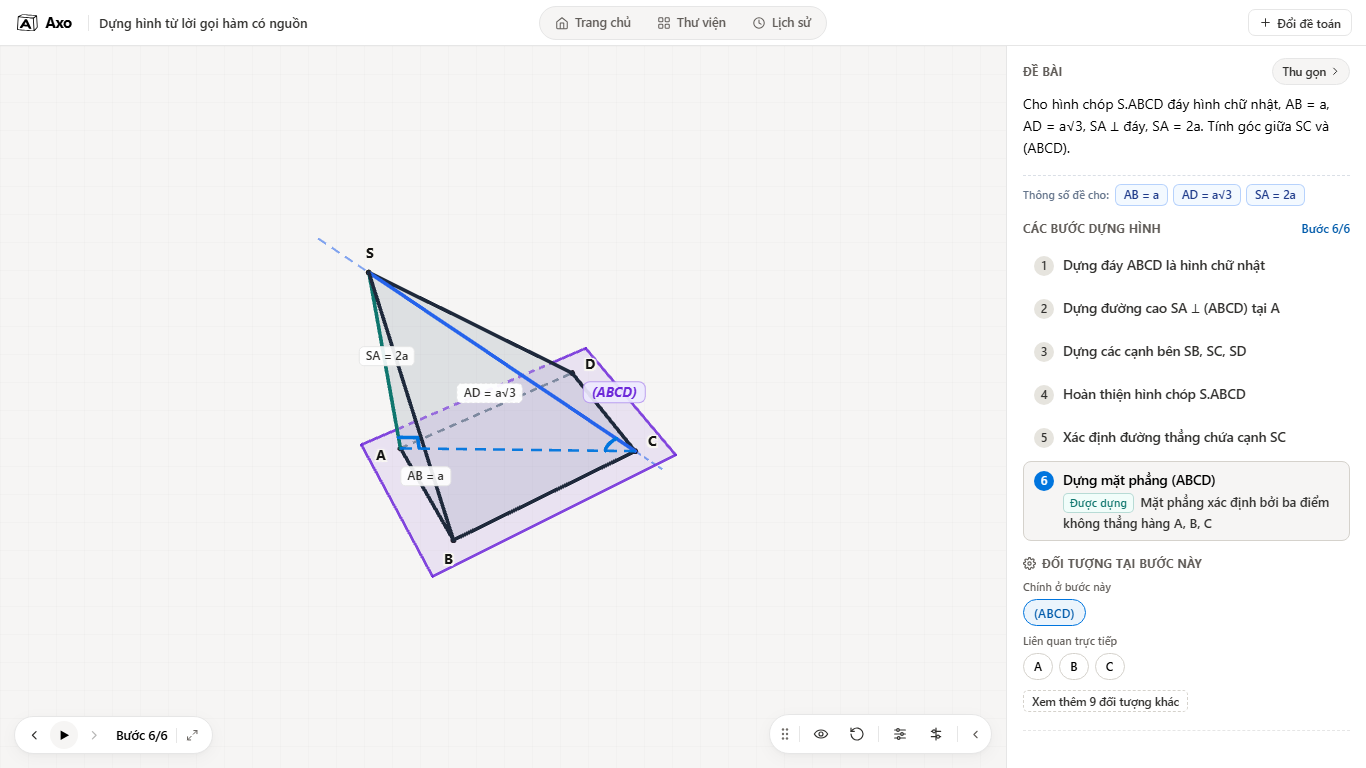 Axo
Dựng hình từ lời gọi hàm có nguồn
Trang chủ
Thư viện
Lịch sử
Đổi đề toán
S
SA = 2a
D
AD = a√3
(ABCD)
C
A
AB = a
B
Bước 6/6
ĐỀ BÀI
Thu gọn
Cho hình chóp S.ABCD đáy hình chữ nhật, AB = a,
AD = a√3, SA ⊥ đáy, SA = 2a. Tính góc giữa SC và
(ABCD).
Thông số đề cho: AB = a AD = a√3 SA = 2a
CÁC BƯỚC DỰNG HÌNH
Bước 6/6
1 Dựng đáy ABCD là hình chữ nhật
2 Dựng đường cao SA ⊥ (ABCD) tại A
3 Dựng các cạnh bên SB, SC, SD
4 Hoàn thiện hình chóp S.ABCD
5 Xác định đường thẳng chứa cạnh SC
6 Dựng mặt phẳng (ABCD)
Được dựng Mặt phẳng xác định bởi ba điểm
không thẳng hàng A, B, C
ĐỐI TƯỢNG TẠI BƯỚC NÀY
Chính ở bước này
(ABCD)
Liên quan trực tiếp
A B C
Xem thêm 9 đối tượng khác